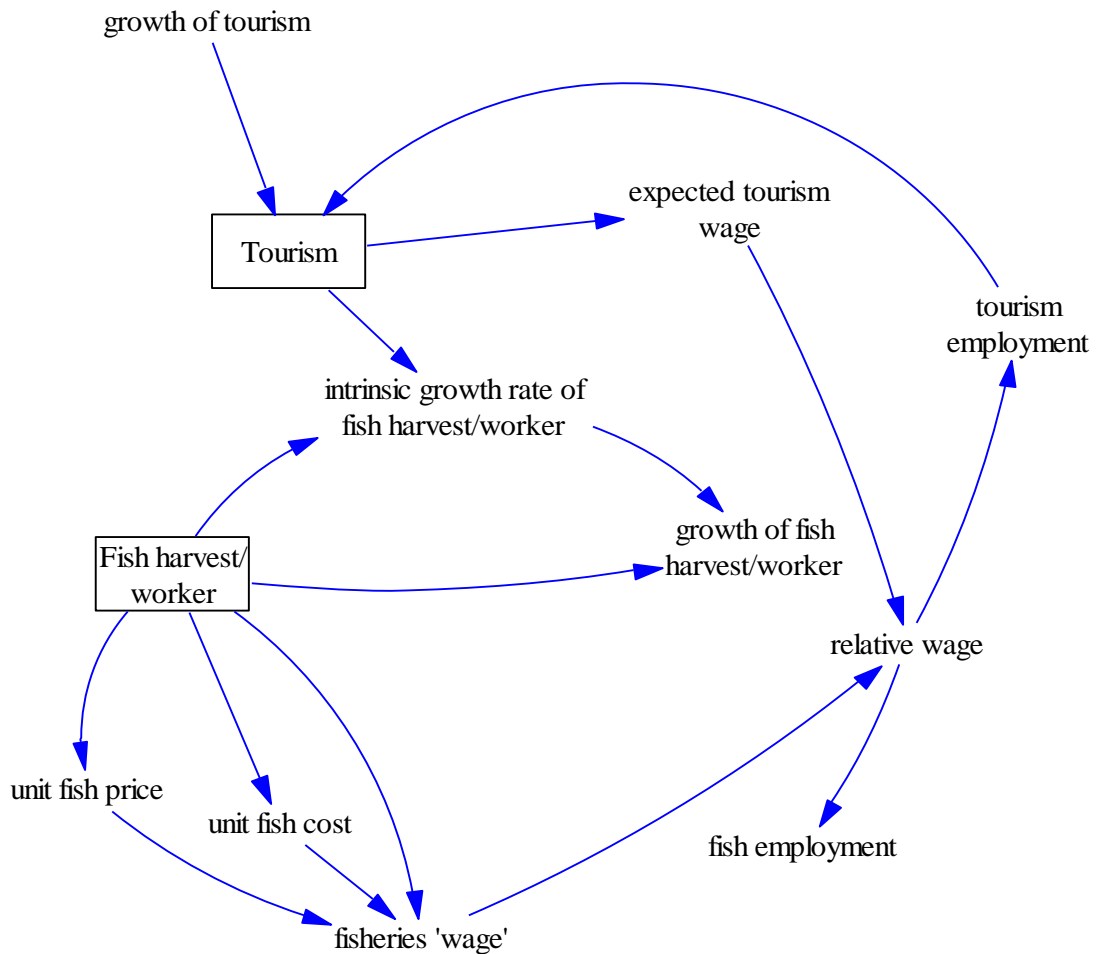 growth of tourism
expected tourism
wage
Tourism
tourism
employment
intrinsic growth rate of
fish harvest/worker
growth of fish
harvest/worker
Fish harvest/
worker
relative wage
unit fish price
unit fish cost
fish employment
fisheries 'wage'